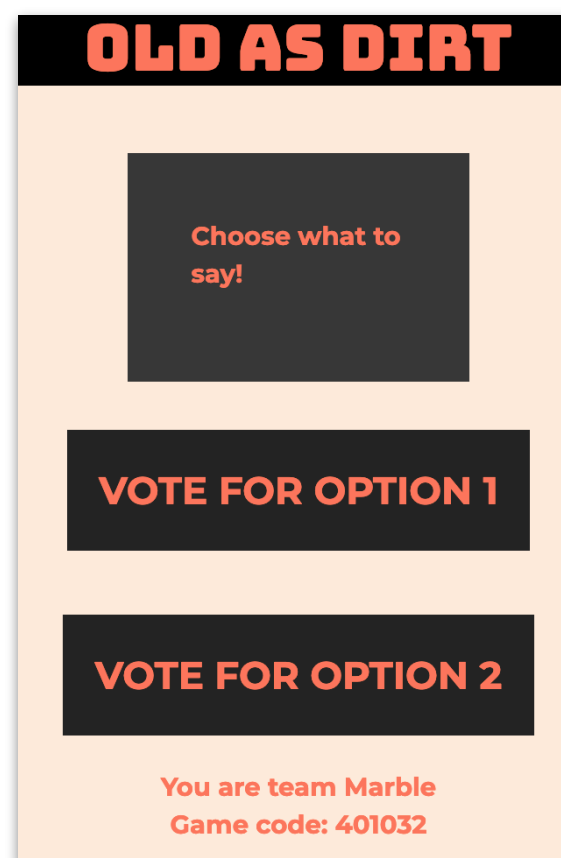 OLD AS DIRT
Choose what to
say!
VOTE FOR OPTION 1
VOTE FOR OPTION 2
You are team Marble
Game code: 401032